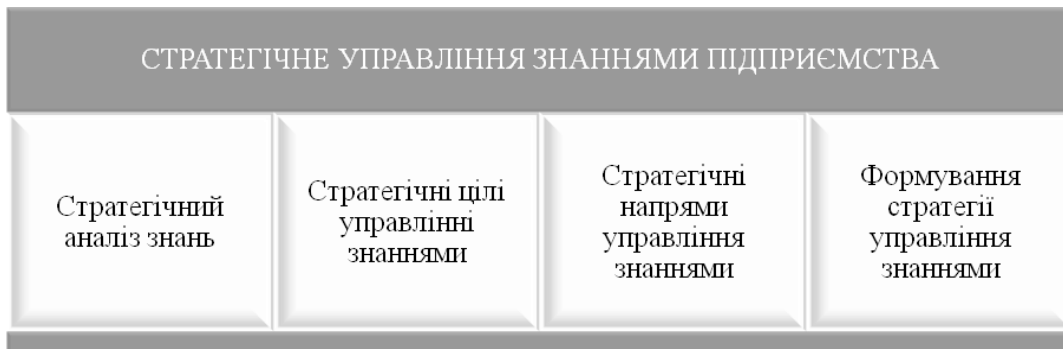 СТРАТЕГІЧНЕ УПРАВЛІННЯ ЗНАННЯМИ ПІДПРИЄМСТВА
Стратегічний
аналіз знань
Стратегічні цілі
управлінні
знаннями
Стратегічні
напрями
управління
знаннями
Формування
стратегії
управління
знаннями